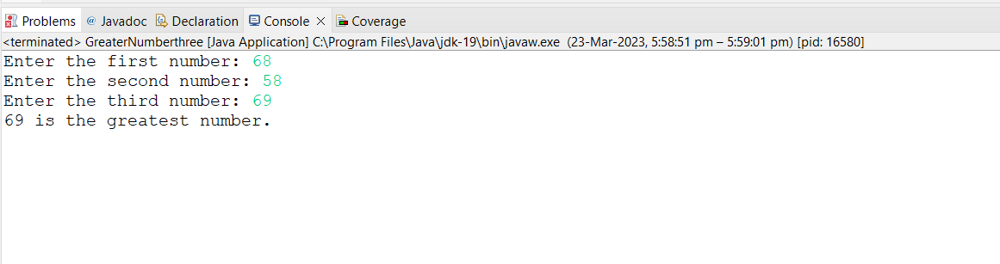 Problems @ Javadoc Declaration Console Coverage
<terminated> GreaterNumberthree [Java Application] C:\Program Files\Java\jdk-19\bin\javaw.exe (23-Mar-2023, 5:58:51 pm – 5:59:01 pm) [pid: 16580]
Enter the first number: 68
Enter the second number: 58
Enter the third number: 69
69 is the greatest number.